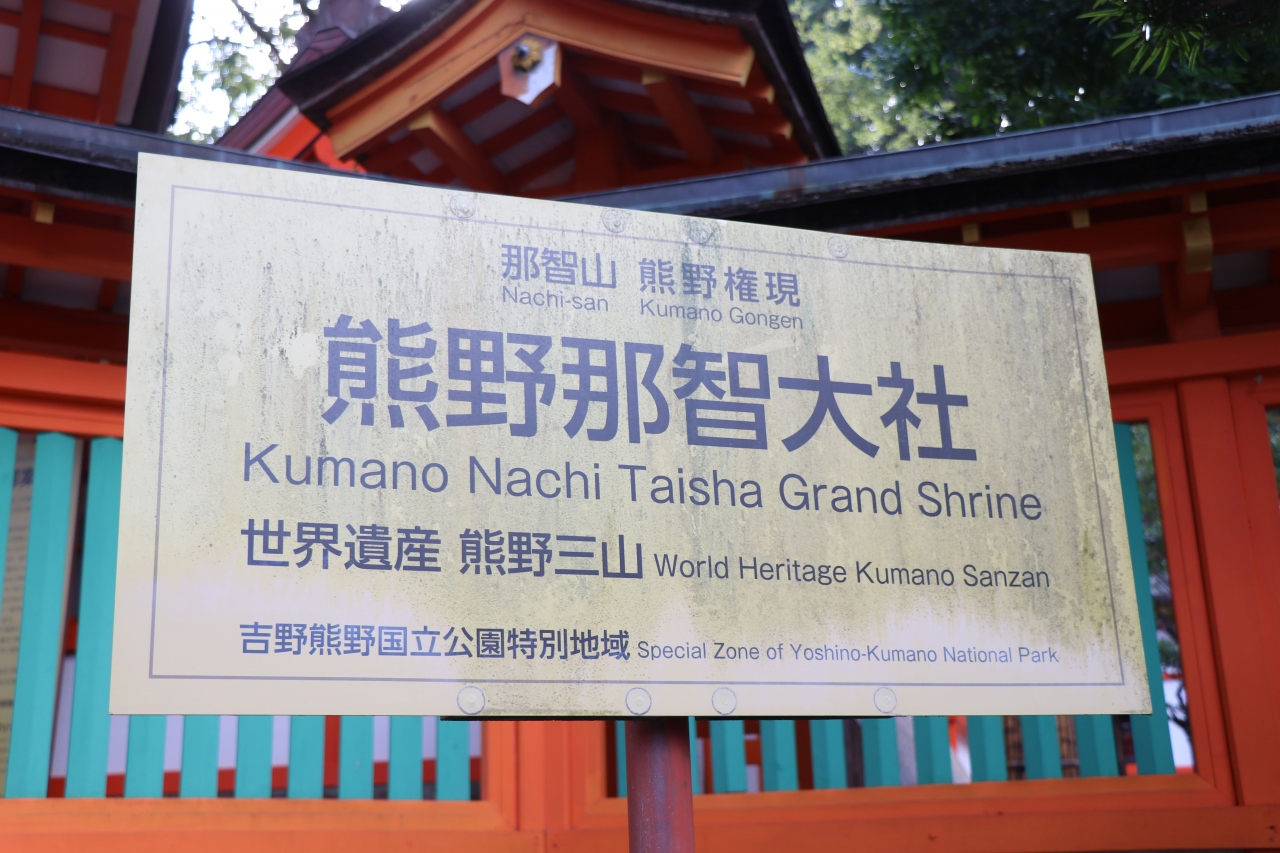 那智山 熊野権現
Nachi-san Kumano Gongen
熊野那智大社
Kumano Nachi Taisha Grand Shrine
世界遺産 熊野三山 World Heritage Kumano Sanzan
吉野熊野国立公園特別地域 Special Zone of Yoshino-Kumano National Park